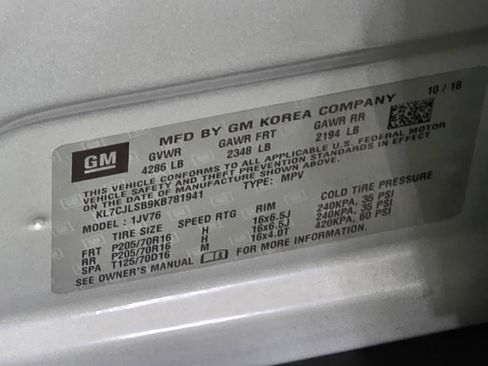 10/18
MFD BY GM KOREA COMPANY
GM
GVWR GAWR FRT GAWR RR
4286 LB 2348 LB 2194 LB
THIS VEHICLE CONFORMS TO ALL APPLICABLE U.S. FEDERAL MOTOR
VEHICLE SAFETY, BUMPER, AND THEFT PREVENTION STANDARDS
IN EFFECT ON THE DATE OF MANUFACTURE SHOWN ABOVE.
KL7CJLSB9KB781941 TYPE: MPV
MODEL : 1JV76
TIRE SIZE SPEED RTG RIM COLD TIRE PRESSURE
FRT P205/70R16 H 16x6.5J 240KPA, 35 PSI
RR P205/70R16 H 16x6.5J 240KPA, 35 PSI
SPA T125/70D16 M 16x4.0T 420KPA, 60 PSI
SEE OWNER'S MANUAL FOR MORE INFORMATION.